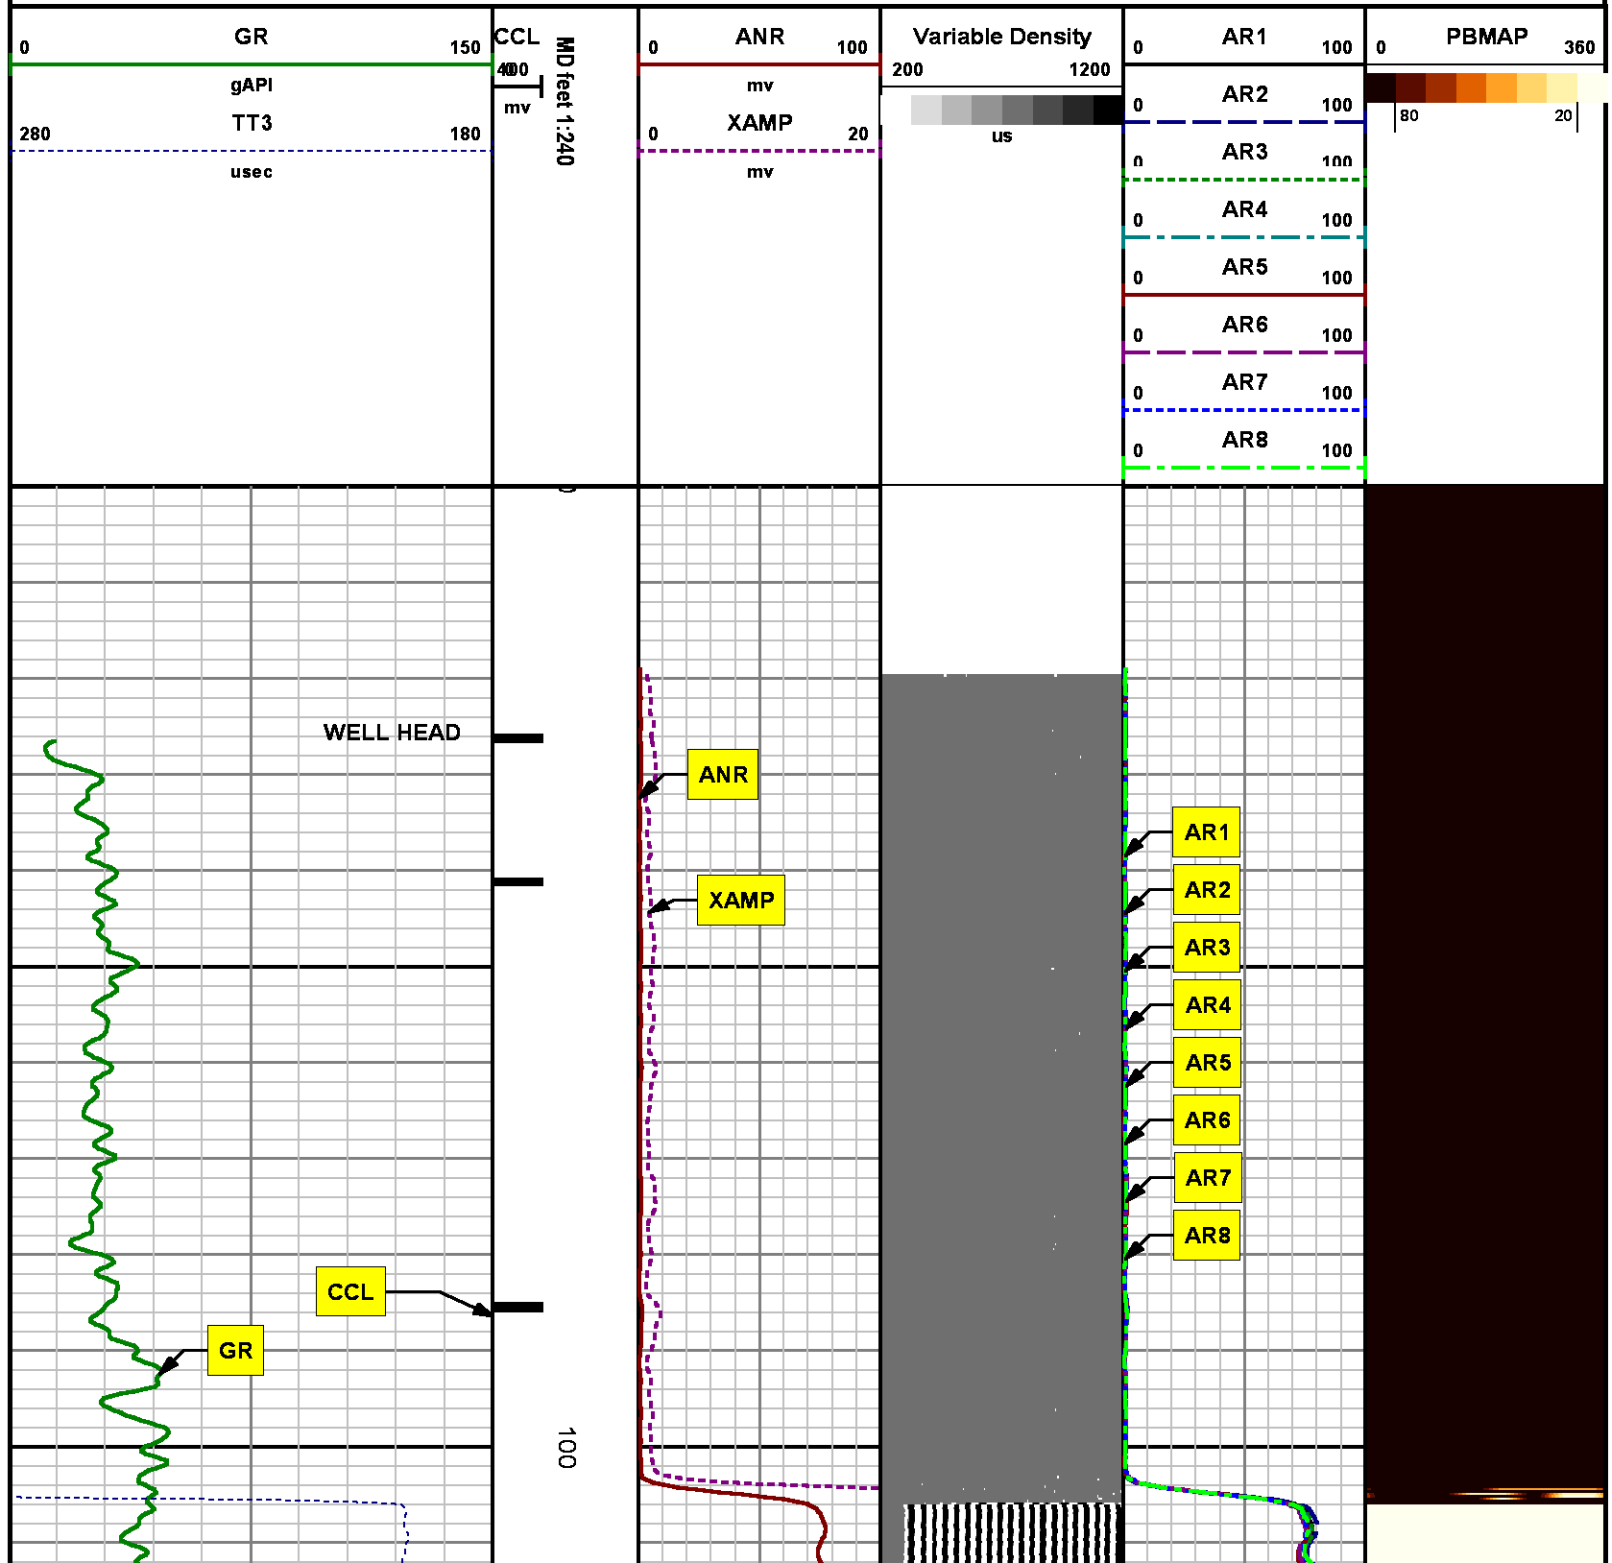 GR
0 150
gAPI
TT3
280 180
usec
CCL
400
mv
MD feet 1:240
ANR
0 100
mv
XAMP
0 20
mv
Variable Density
200 1200
us
AR1
0 100
AR2
0 100
AR3
0 100
AR4
0 100
AR5
0 100
AR6
0 100
AR7
0 100
AR8
0 100
PBMAP
0 360
80 20
WELL HEAD
ANR
AR1
AR2
XAMP
AR3
AR4
AR5
AR6
AR7
AR8
CCL
GR
100